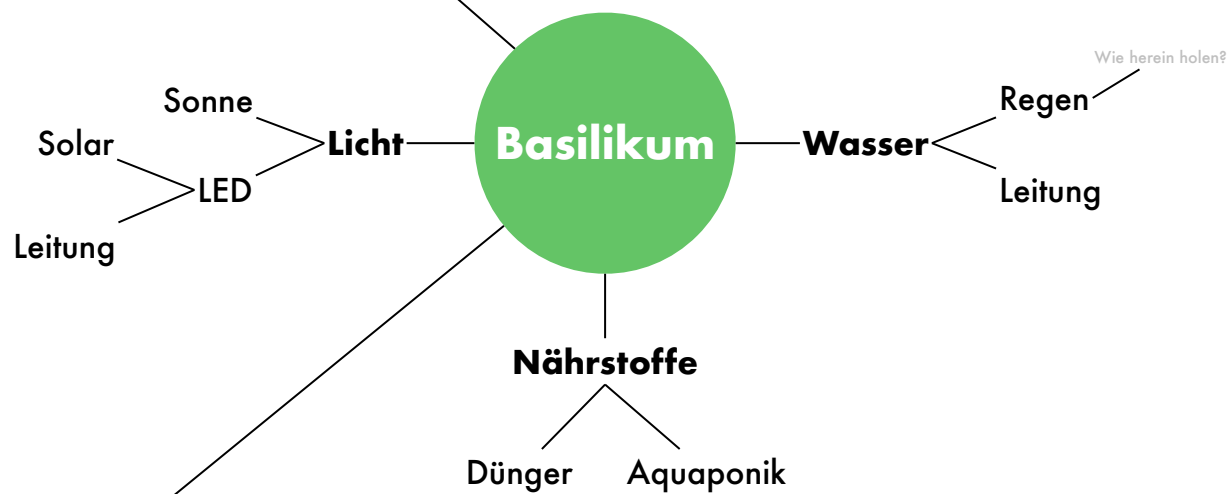 Wie herein holen?
Sonne
Regen
Solar
Licht
Basilikum
Wasser
LED
Leitung
Leitung
Nährstoffe
Dünger
Aquaponik